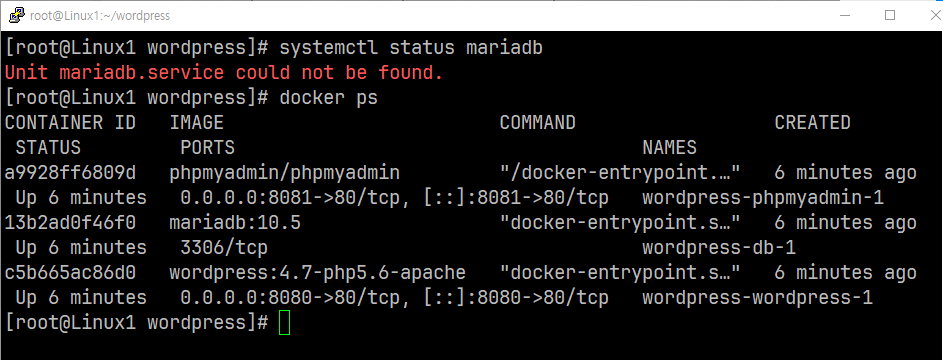 root@Linux1:~/wordpress
[root@Linux1 wordpress]# systemctl status mariadb
Unit mariadb.service could not be found.
[root@Linux1 wordpress]# docker ps
CONTAINER ID   IMAGE                          COMMAND                  CREATED
 STATUS         PORTS                                     NAMES
a9928ff6809d   phpmyadmin/phpmyadmin          "/docker-entrypoint.…"   6 minutes ago
 Up 6 minutes   0.0.0.0:8081->80/tcp, [::]:8081->80/tcp   wordpress-phpmyadmin-1
13b2ad0f46f0   mariadb:10.5                   "docker-entrypoint.s…"   6 minutes ago
 Up 6 minutes   3306/tcp                                  wordpress-db-1
c5b665ac86d0   wordpress:4.7-php5.6-apache    "docker-entrypoint.s…"   6 minutes ago
 Up 6 minutes   0.0.0.0:8080->80/tcp, [::]:8080->80/tcp   wordpress-wordpress-1
[root@Linux1 wordpress]#